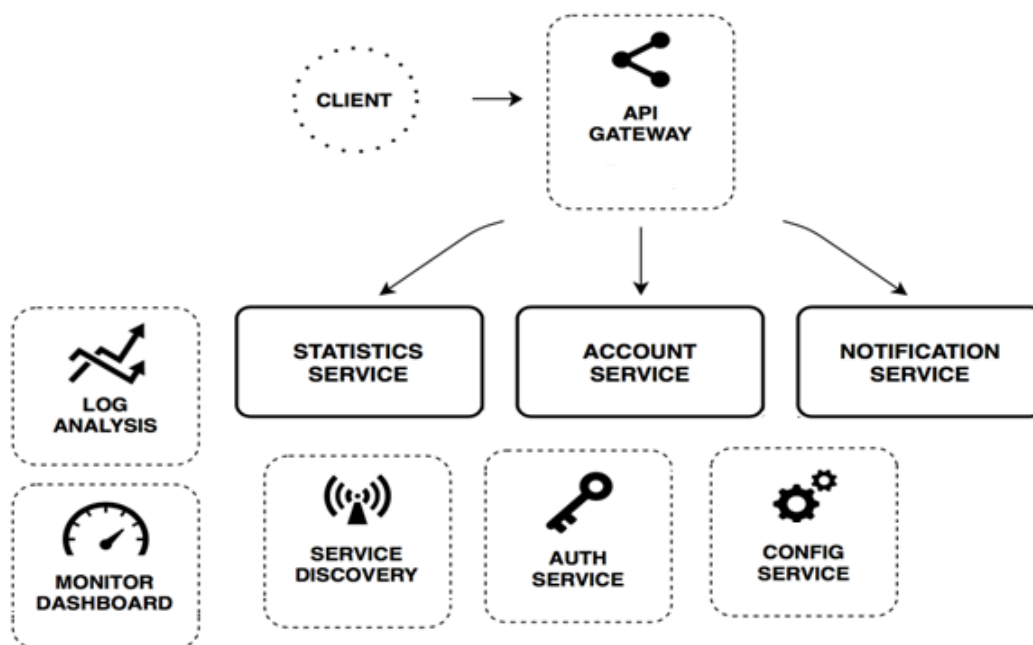 CLIENT
API
GATEWAY
STATISTICS
SERVICE
ACCOUNT
SERVICE
NOTIFICATION
SERVICE
LOG
ANALYSIS
SERVICE
DISCOVERY
AUTH
SERVICE
CONFIG
SERVICE
MONITOR
DASHBOARD